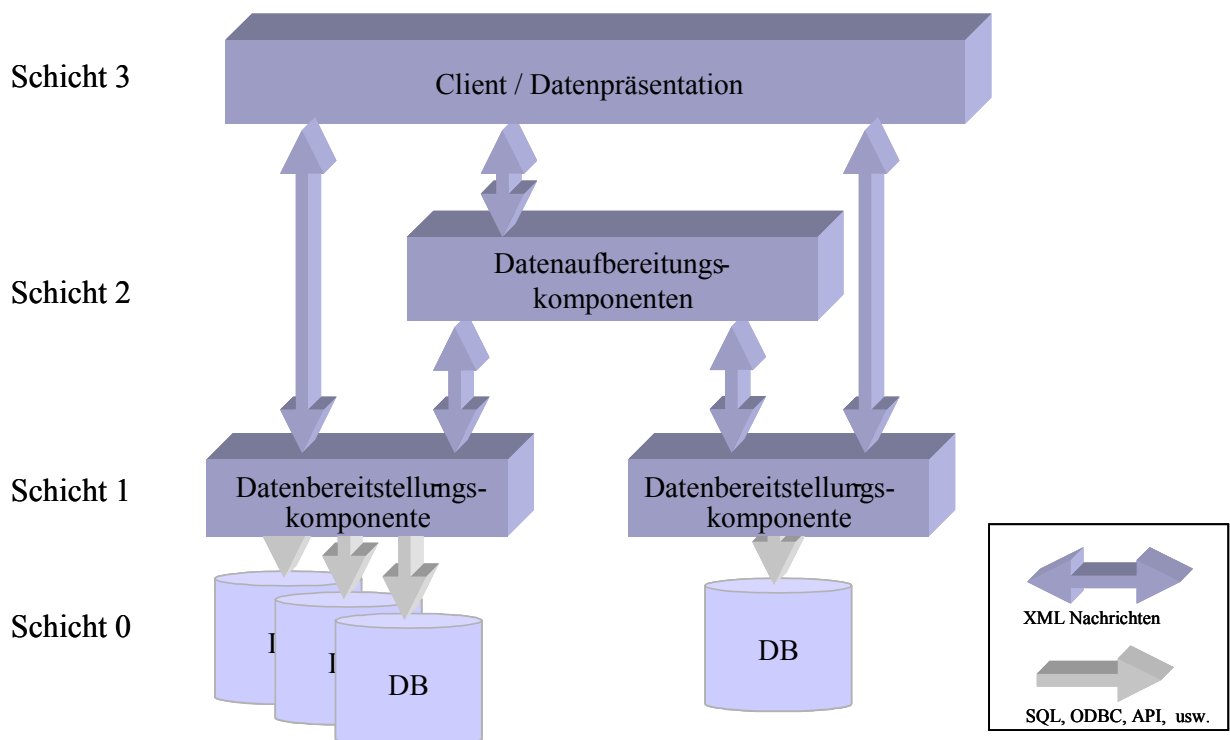 Schicht 3
Client / Datenpräsentation
Schicht 2
Datenaufbereitungs-
komponenten
Schicht 1
Datenbereitstellungs-
komponente
Datenbereitstellungs-
komponente
Schicht 0
DB
DB
XML Nachrichten
SQL, ODBC, API, usw.